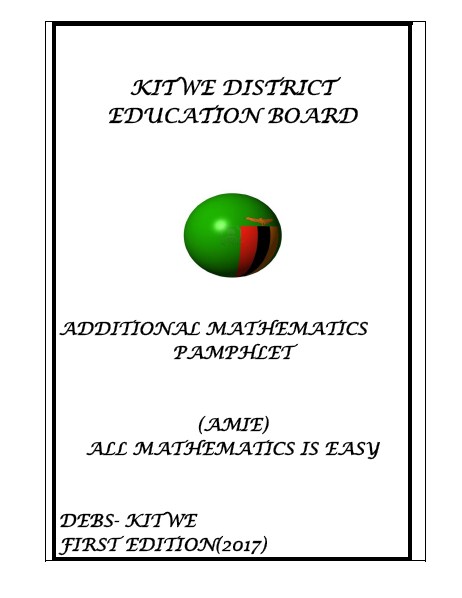 KITWE DISTRICT
EDUCATION BOARD
ADDITIONAL MATHEMATICS
PAMPHLET
(AMIE)
ALL MATHEMATICS IS EASY
DEBS- KITWE
FIRST EDITION(2017)